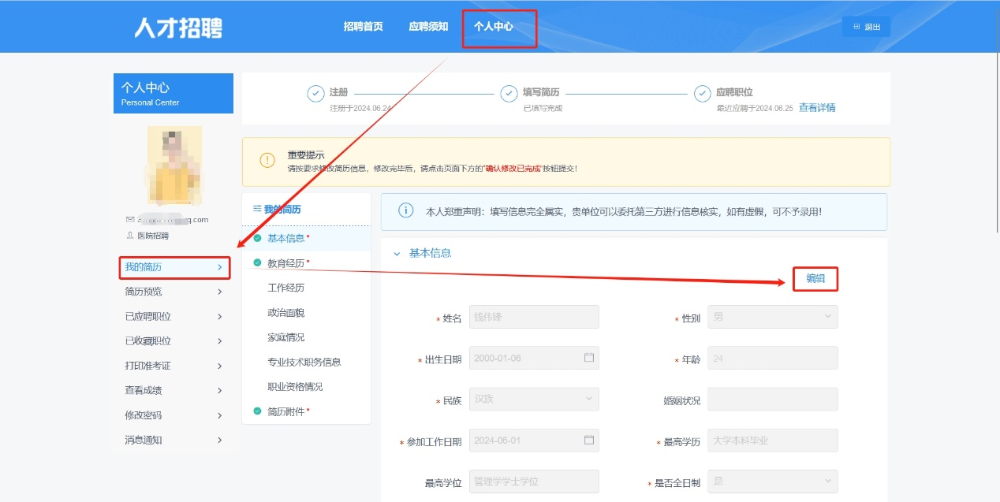 人才招聘
招聘首页 应聘须知 个人中心 退出
个人中心
Personal Center
注册
注册于2024.06.24
填写简历
已填写完成
应聘职位
最近应聘于2024.06.25 查看详情
重要提示
请按要求修改简历信息，修改完毕后，请点击页面下方的"确认修改已完成"按钮提交！
q.com
医院招聘
我的简历
简历预览
已应聘职位
已收藏职位
打印准考证
查看成绩
修改密码
消息通知
我的简历
基本信息*
教育经历*
工作经历
政治面貌
家庭情况
专业技术职务信息
职业资格情况
简历附件*
本人郑重声明：填写信息完全属实，贵单位可以委托第三方进行信息核实，如有虚假，可不予录用！
基本信息
编辑
*姓名 钱伟锋 *性别 男
*出生日期 2000-01-06 *年龄 24
*民族 汉族 婚姻状况
*参加工作日期 2024-06-01 *最高学历 大学本科毕业
最高学位 管理学学士学位 *是否全日制 是